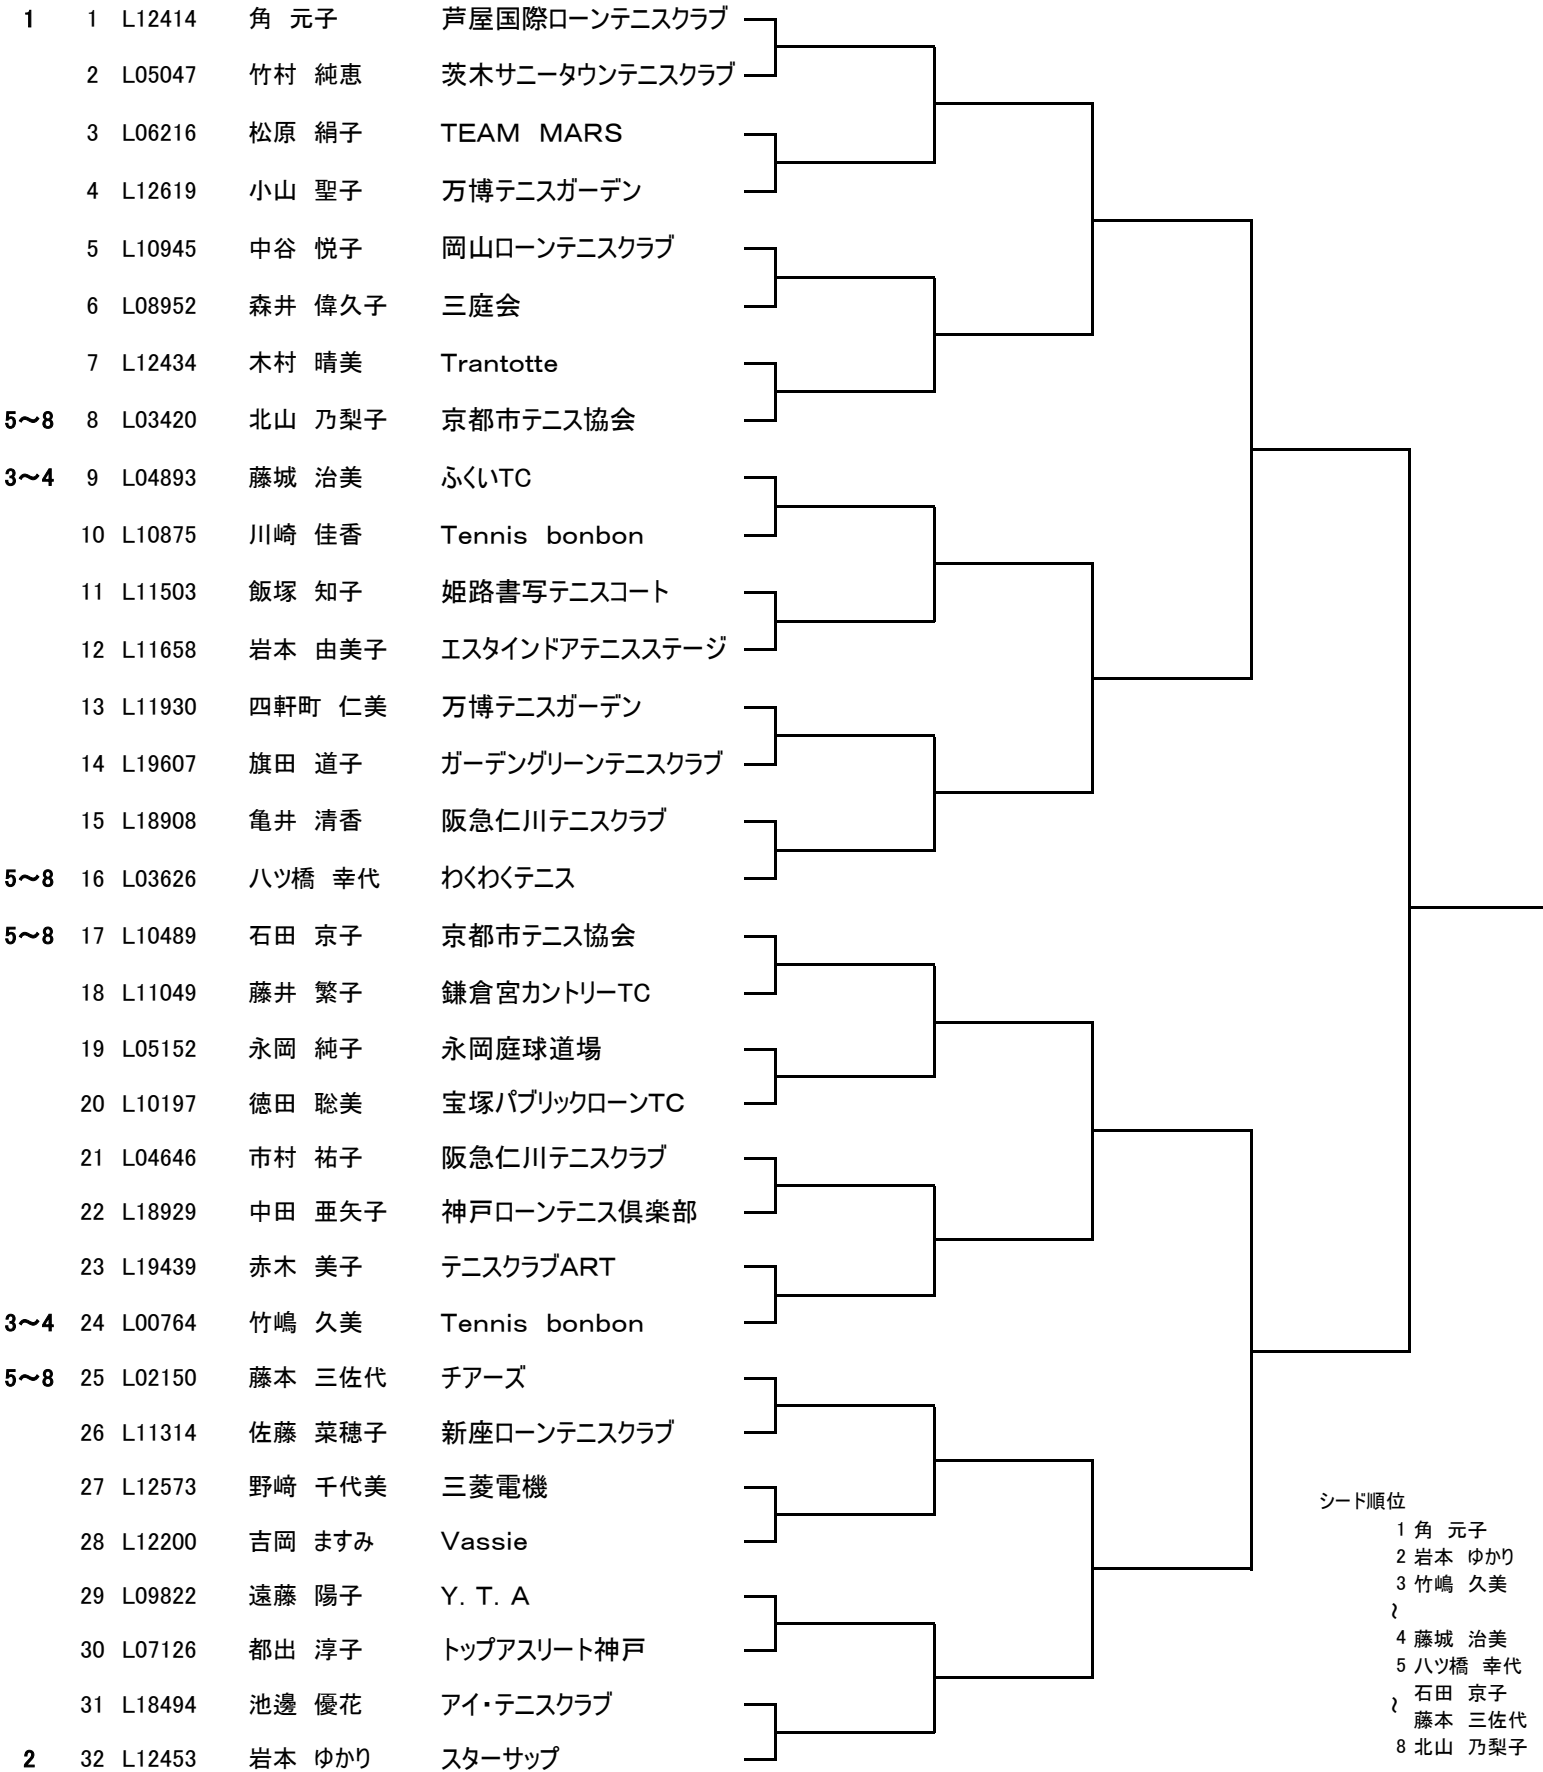 1 1 L12414 角 元子 芦屋国際ローンテニスクラブ
2 L05047 竹村 純恵 茨木サニータウンテニスクラブ
3 L06216 松原 絹子 TEAM MARS
4 L12619 小山 聖子 万博テニスガーデン
5 L10945 中谷 悦子 岡山ローンテニスクラブ
6 L08952 森井 偉久子 三庭会
7 L12434 木村 晴美 Trantotte
5～8 8 L03420 北山 乃梨子 京都市テニス協会
3～4 9 L04893 藤城 治美 ふくいTC
10 L10875 川崎 佳香 Tennis bonbon
11 L11503 飯塚 知子 姫路書写テニスコート
12 L11658 岩本 由美子 エスタインドアテニスステージ
13 L11930 四軒町 仁美 万博テニスガーデン
14 L19607 旗田 道子 ガーデングリーンテニスクラブ
15 L18908 亀井 清香 阪急仁川テニスクラブ
5～8 16 L03626 八ツ橋 幸代 わくわくテニス
5～8 17 L10489 石田 京子 京都市テニス協会
18 L11049 藤井 繁子 鎌倉宮カントリーTC
19 L05152 永岡 純子 永岡庭球道場
20 L10197 徳田 聡美 宝塚パブリックローンTC
21 L04646 市村 祐子 阪急仁川テニスクラブ
22 L18929 中田 亜矢子 神戸ローンテニス倶楽部
23 L19439 赤木 美子 テニスクラブART
3～4 24 L00764 竹嶋 久美 Tennis bonbon
5～8 25 L02150 藤本 三佐代 チアーズ
26 L11314 佐藤 菜穂子 新座ローンテニスクラブ
27 L12573 野﨑 千代美 三菱電機
28 L12200 吉岡 ますみ Vassie
29 L09822 遠藤 陽子 Y．T．A
30 L07126 都出 淳子 トップアスリート神戸
31 L18494 池邊 優花 アイ・テニスクラブ
2 32 L12453 岩本 ゆかり スターサップ
シード順位
1 角 元子
2 岩本 ゆかり
3 竹嶋 久美
～
4 藤城 治美
5 八ツ橋 幸代
～ 石田 京子
藤本 三佐代
8 北山 乃梨子